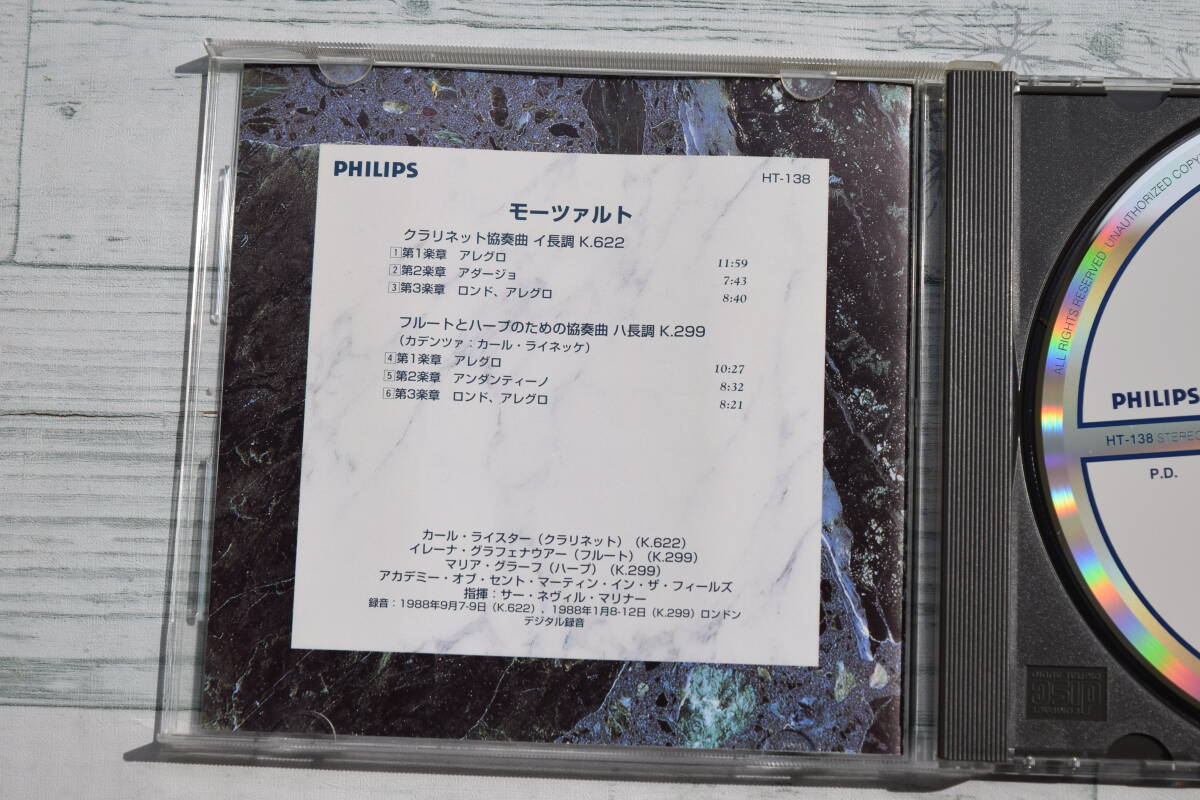 PHILIPS
HT-138
モーツァルト
クラリネット協奏曲 イ長調 K.622
1 第1楽章 アレグロ 11:59
2 第2楽章 アダージョ 7:43
3 第3楽章 ロンド、アレグロ 8:40
フルートとハープのための協奏曲 ハ長調 K.299
(カデンツァ:カール・ライネッケ)
4 第1楽章 アレグロ 10:27
5 第2楽章 アンダンティーノ 8:32
6 第3楽章 ロンド、アレグロ 8:21
カール・ライスター(クラリネット)(K.622)
イレーナ・グラフェナウアー(フルート)(K.299)
マリア・グラーフ(ハープ)(K.299)
アカデミー・オブ・セント・マーティン・イン・ザ・フィールズ
指揮:サー・ネヴィル・マリナー
録音:1988年9月7-9日(K.622)、1988年1月8-12日(K.299)ロンドン
デジタル録音
ALL RIGHTS RESERVED UNAUTHORIZED COPY
PHILIPS
HT-138 STEREO
P.D.